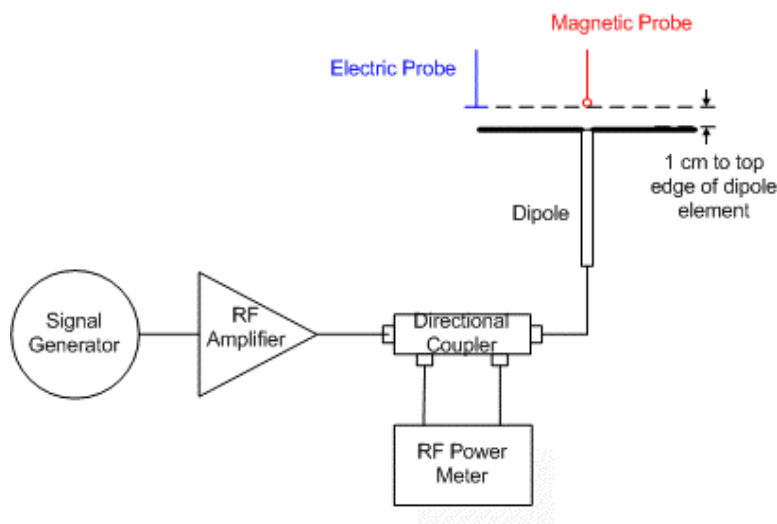 Magnetic Probe
Electric Probe
1 cm to top
edge of dipole
element
Dipole
Signal
Generator
RF
Amplifier
Directional
Coupler
RF Power
Meter